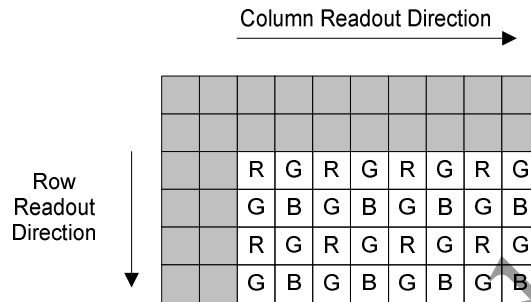 Column Readout Direction
Row
Readout
Direction
R G R G R G R G
G B G B G B G B
R G R G R G R G
G B G B G B G B